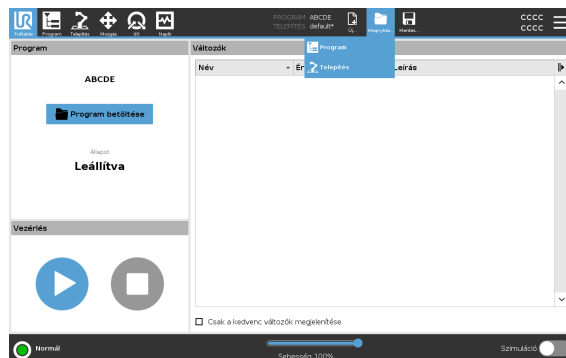 UR
Futtatás Program Telepítés Mozgás I/O Napló
PROGRAM ABCDE
TELEPÍTÉS default*
Új... Megnyitás... Mentés...
CCCC
CCCC
Program
ABCDE
Program betöltése
Állapot
Leállítva
Vezérlés
Változók
Program
Telepítés
Név
Leírás
Csak a kedvenc változók megjelenítése
Normál
Sebesség 100%
Szimuláció